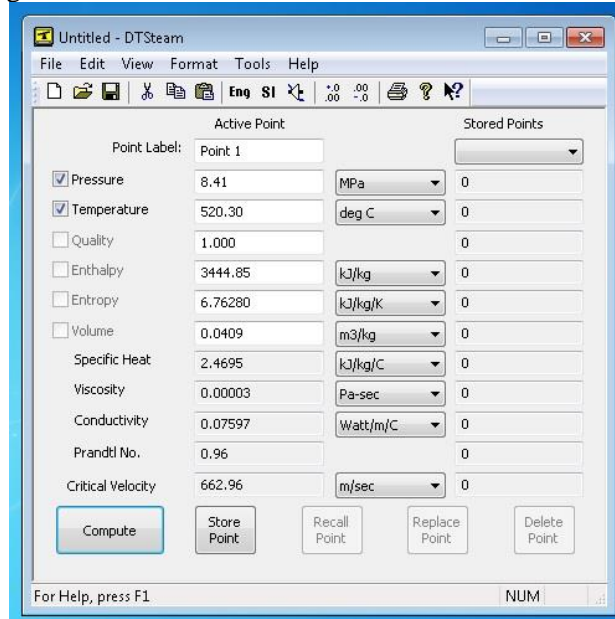 Untitled - DTSteam
File Edit View Format Tools Help
Eng SI .0 .00 .00 .0
Active Point Stored Points
Point Label: Point 1
Pressure 8.41 MPa 0
Temperature 520.30 deg C 0
Quality 1.000 0
Enthalpy 3444.85 kJ/kg 0
Entropy 6.76280 kJ/kg/K 0
Volume 0.0409 m3/kg 0
Specific Heat 2.4695 kJ/kg/C 0
Viscosity 0.00003 Pa-sec 0
Conductivity 0.07597 Watt/m/C 0
Prandtl No. 0.96 0
Critical Velocity 662.96 m/sec 0
Compute Store Point Recall Point Replace Point Delete Point
For Help, press F1 NUM